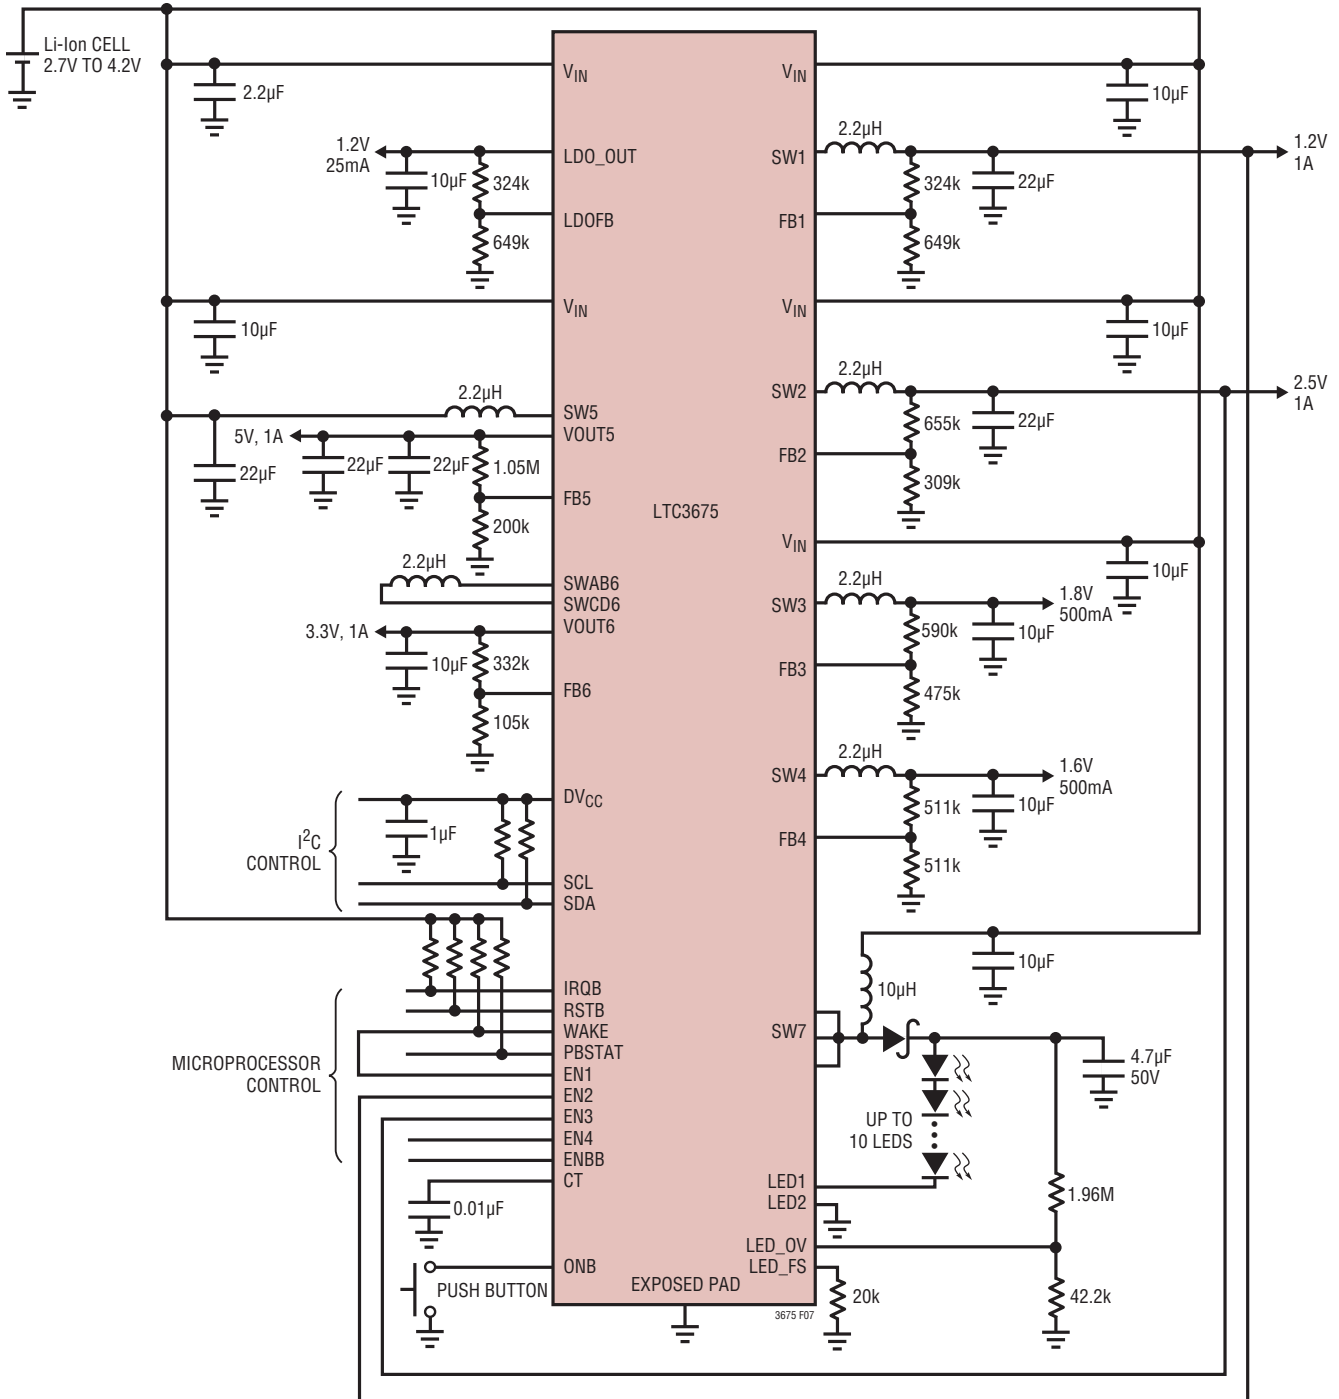 Li-Ion CELL
2.7V TO 4.2V
2.2µF
VIN
VIN
10µF
1.2V
25mA
10µF
324k
LDO_OUT
LDOFB
649k
2.2µH
SW1
324k
22µF
1.2V
1A
FB1
649k
10µF
VIN
VIN
10µF
2.2µH
SW5
VOUT5
5V, 1A
22µF
22µF
22µF
1.05M
FB5
200k
2.2µH
SW2
655k
22µF
2.5V
1A
FB2
309k
LTC3675
VIN
10µF
2.2µH
SWAB6
SWCD6
VOUT6
3.3V, 1A
10µF
332k
FB6
105k
2.2µH
SW3
590k
10µF
1.8V
500mA
FB3
475k
2.2µH
SW4
511k
10µF
1.6V
500mA
FB4
511k
I2C
CONTROL
DVCC
1µF
SCL
SDA
MICROPROCESSOR
CONTROL
IRQB
RSTB
WAKE
PBSTAT
EN1
EN2
EN3
EN4
ENBB
CT
0.01µF
ONB
PUSH BUTTON
EXPOSED PAD
10µF
10µH
SW7
4.7µF
50V
UP TO
10 LEDS
LED1
LED2
1.96M
LED_OV
LED_FS
20k
42.2k
3675 F07